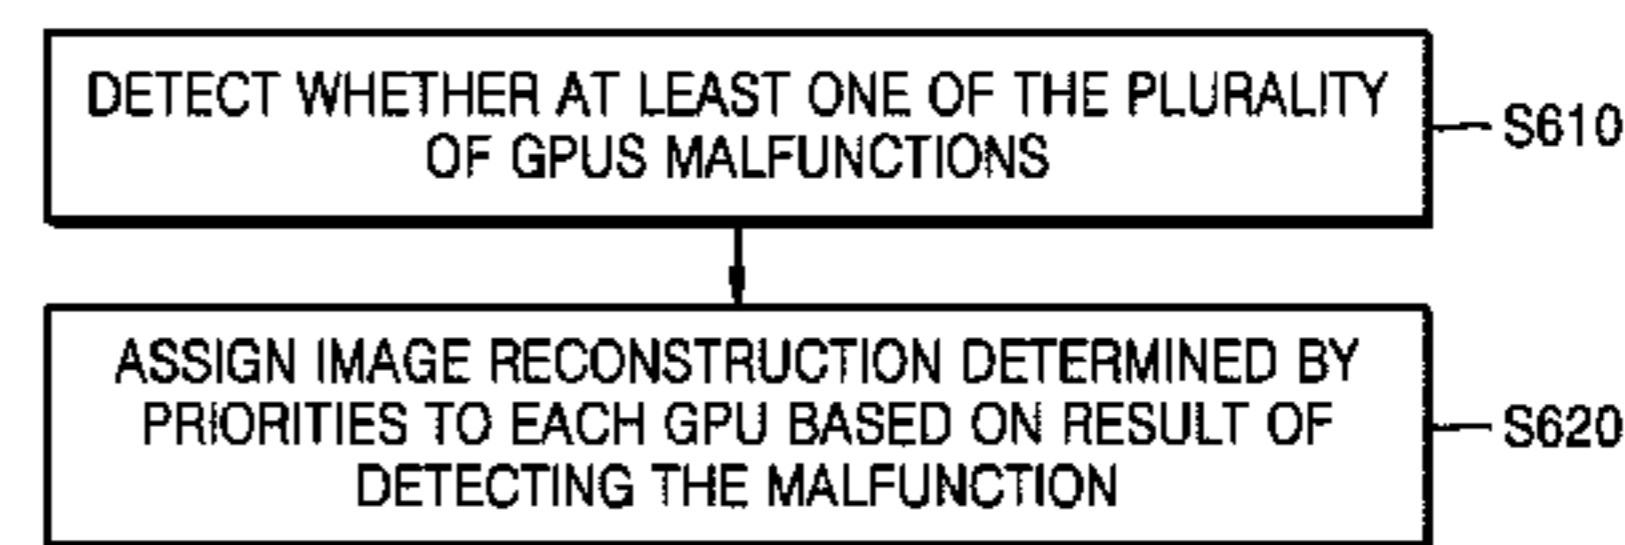 DETECT WHETHER AT LEAST ONE OF THE PLURALITY
OF GPUS MALFUNCTIONS
S610
ASSIGN IMAGE RECONSTRUCTION DETERMINED BY
PRIORITIES TO EACH GPU BASED ON RESULT OF
DETECTING THE MALFUNCTION
S620